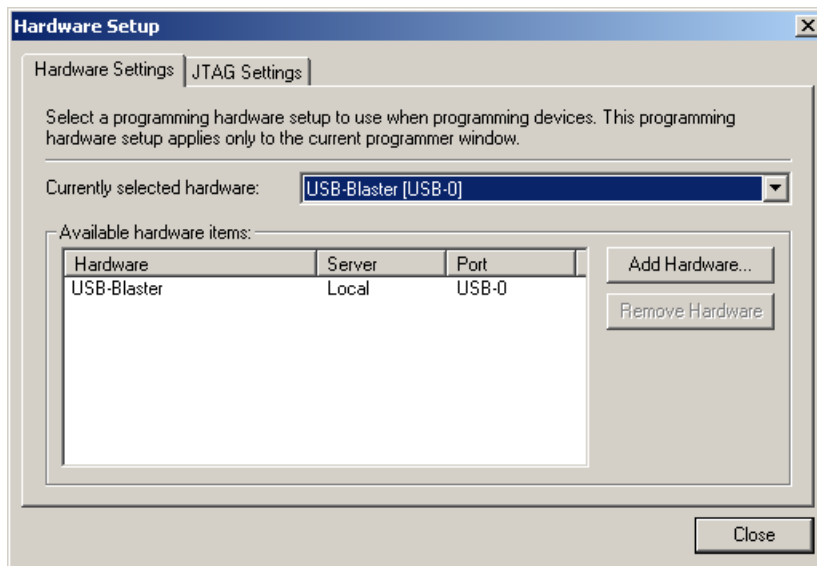 Hardware Setup
Hardware Settings JTAG Settings
Select a programming hardware setup to use when programming devices. This programming
hardware setup applies only to the current programmer window.
Currently selected hardware: USB-Blaster [USB-0]
Available hardware items:
Hardware Server Port
USB-Blaster Local USB-0
Add Hardware...
Remove Hardware
Close